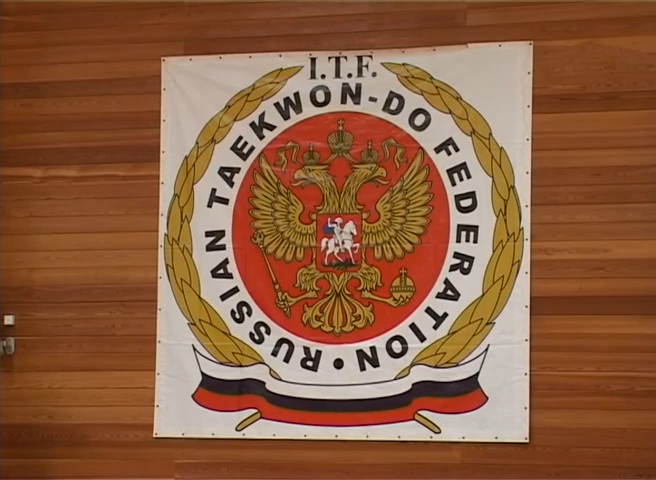 I.T.F.
RUSSIAN TAEKWON-DO FEDERATION •